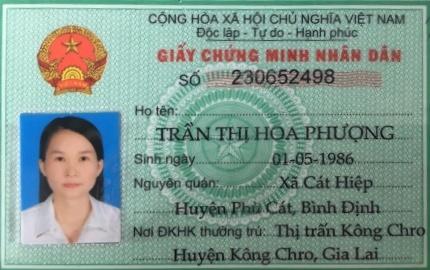 CỘNG HÒA XÃ HỘI CHỦ NGHĨA VIỆT NAM
Độc lập - Tự do - Hạnh phúc
GIẤY CHỨNG MINH NHÂN DÂN
SỐ 230652498
Họ tên:
TRẦN THỊ HOA PHƯỢNG
Sinh ngày 01-05-1986
Nguyên quán: Xã Cát Hiệp
Huyện Phù Cát, Bình Định
Nơi ĐKHK thường trú: Thị trấn Kông Chro
Huyện Kông Chro, Gia Lai